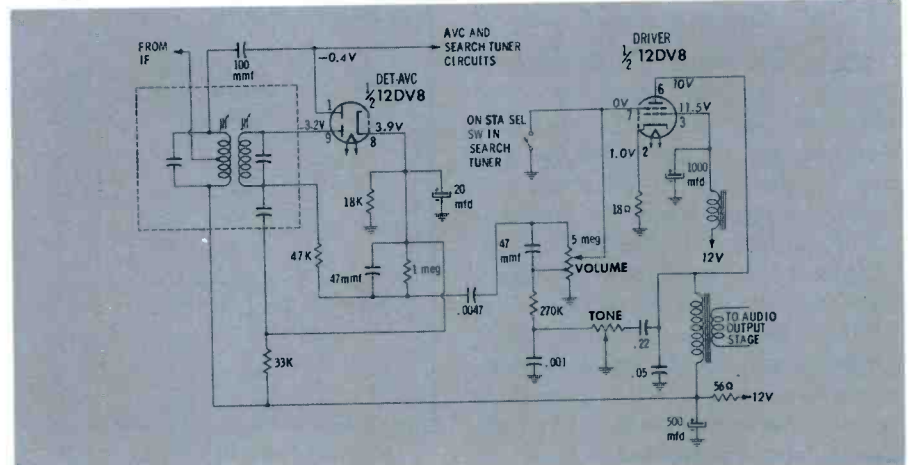 FROM
IF
100
mmf
-0.4V
AVC AND
SEARCH TUNER
CIRCUITS
DET-AVC
1/2 12DV8
1
9
8
3.2V
3.9V
DRIVER
1/2 12DV8
6
10V
0V
7
11.5V
3
2
1.0V
ON STA SEL
SW IN
SEARCH
TUNER
1000
mfd
18Ω
12V
18K
20
mfd
47K
47mmf
1 meg
.0047
47
mmf
5 meg
VOLUME
270K
TONE
.22
.001
.05
TO AUDIO
OUTPUT
STAGE
33K
56Ω
12V
500
mfd